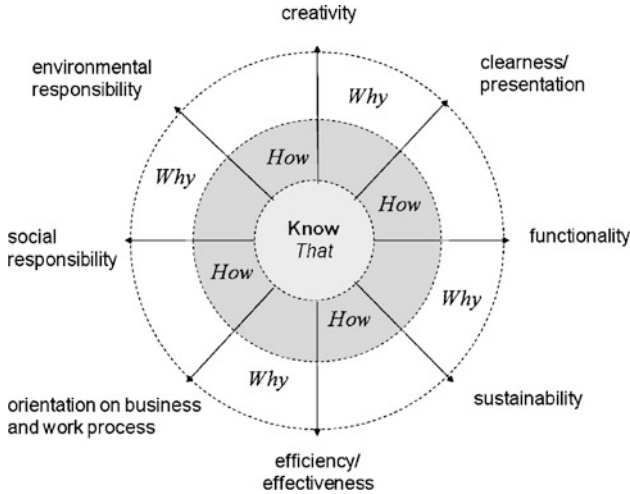 creativity
environmental
responsibility
clearness/
presentation
Why
How
Why
How
Know
That
social
responsibility
functionality
How
Why
How
Why
orientation on business
and work process
sustainability
efficiency/
effectiveness